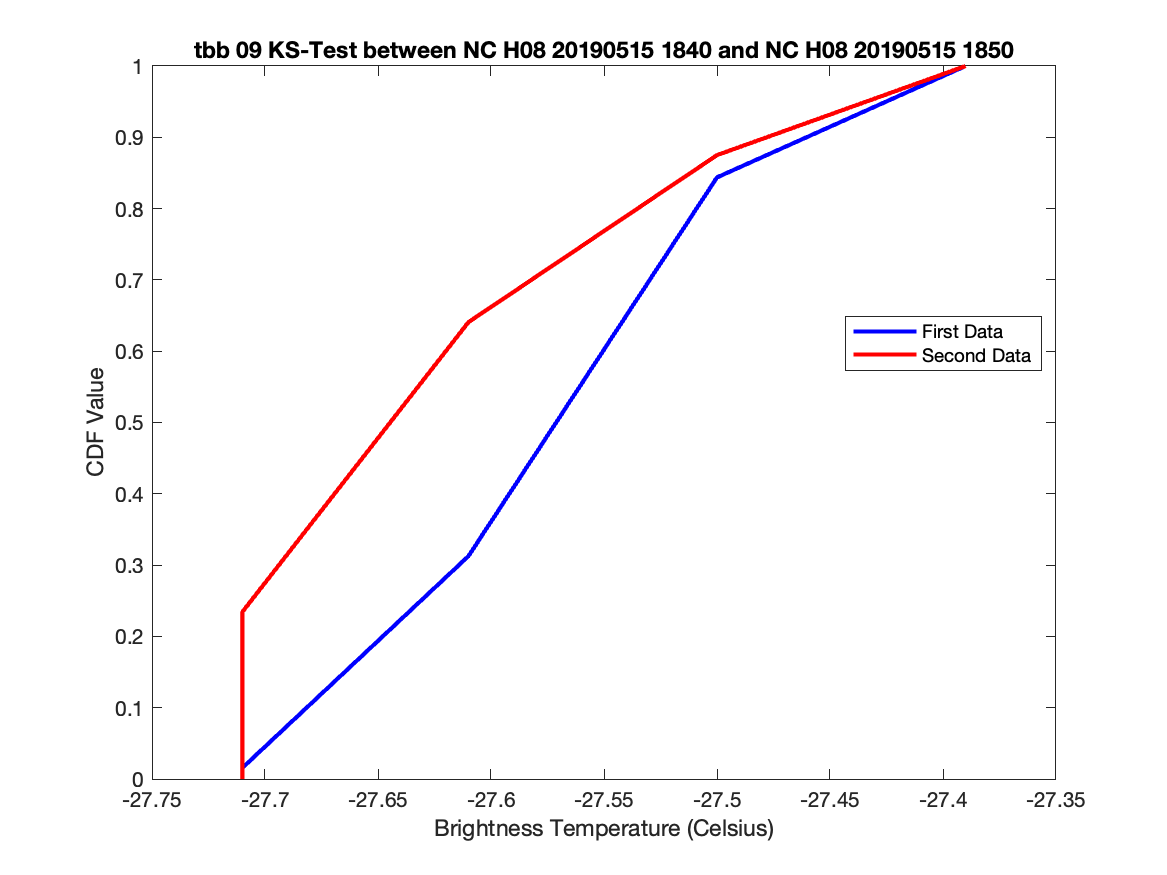 tbb 09 KS-Test between NC H08 20190515 1840 and NC H08 20190515 1850
1
0.9
0.8
0.7
0.6
0.5
0.4
0.3
0.2
0.1
0
CDF Value
First Data
Second Data
-27.75 -27.7 -27.65 -27.6 -27.55 -27.5 -27.45 -27.4 -27.35
Brightness Temperature (Celsius)